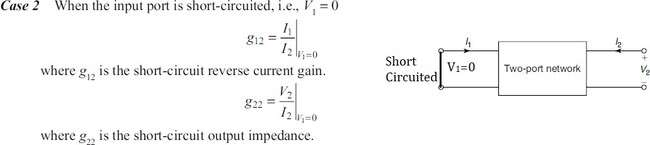 Case 2 When the input port is short-circuited, i.e., V₁ = 0
g₁₂ = I₁/I₂|V₁=0
where g₁₂ is the short-circuit reverse current gain.
g₂₂ = V₂/I₂|V₁=0
where g₂₂ is the short-circuit output impedance.
I₁
I₂
Short
Circuited
V₁=0
Two-port network
+
V₂
−